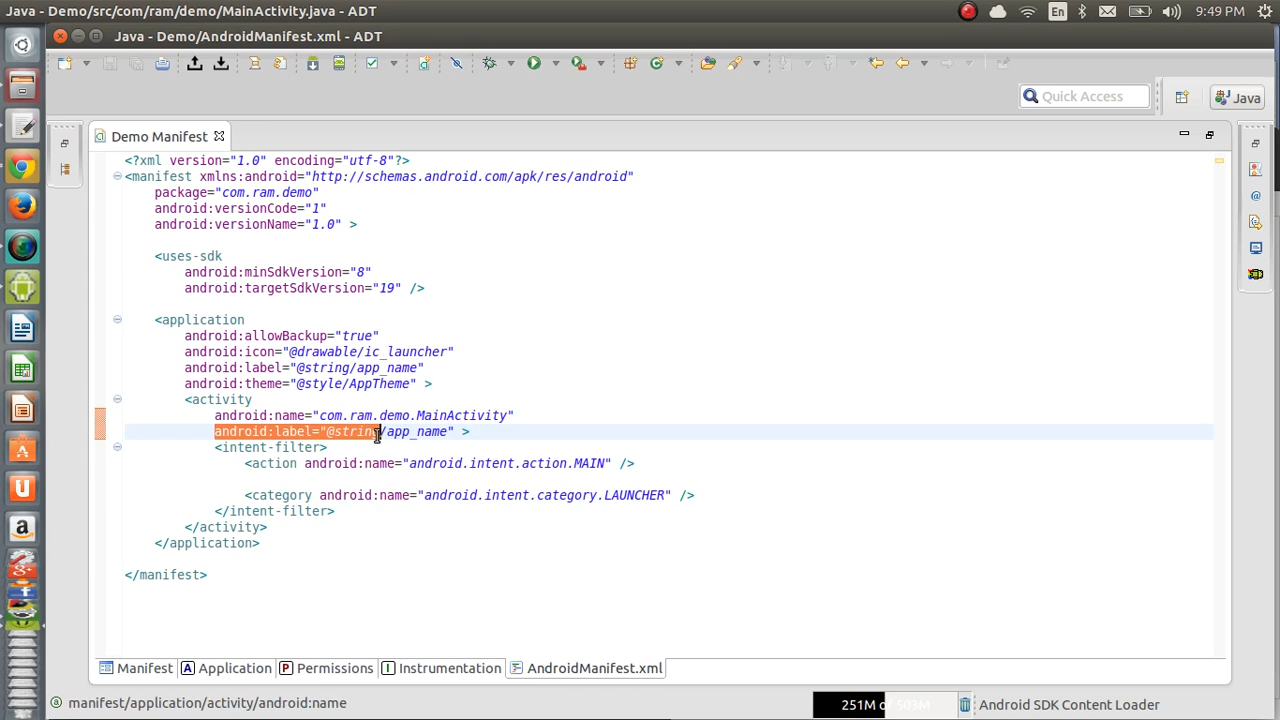 Java - Demo/src/com/ram/demo/MainActivity.java - ADT
En
9:49 PM
Java - Demo/AndroidManifest.xml - ADT
Quick Access
Java
Demo Manifest
<?xml version="1.0" encoding="utf-8"?>
<manifest xmlns:android="http://schemas.android.com/apk/res/android"
package="com.ram.demo"
android:versionCode="1"
android:versionName="1.0" >
<uses-sdk
android:minSdkVersion="8"
android:targetSdkVersion="19" />
<application
android:allowBackup="true"
android:icon="@drawable/ic_launcher"
android:label="@string/app_name"
android:theme="@style/AppTheme" >
<activity
android:name="com.ram.demo.MainActivity"
android:label="@string/app_name" >
<intent-filter>
<action android:name="android.intent.action.MAIN" />
<category android:name="android.intent.category.LAUNCHER" />
</intent-filter>
</activity>
</application>
</manifest>
Manifest
A Application
P Permissions
I Instrumentation
AndroidManifest.xml
manifest/application/activity/android:name
251M of 503M
Android SDK Content Loader